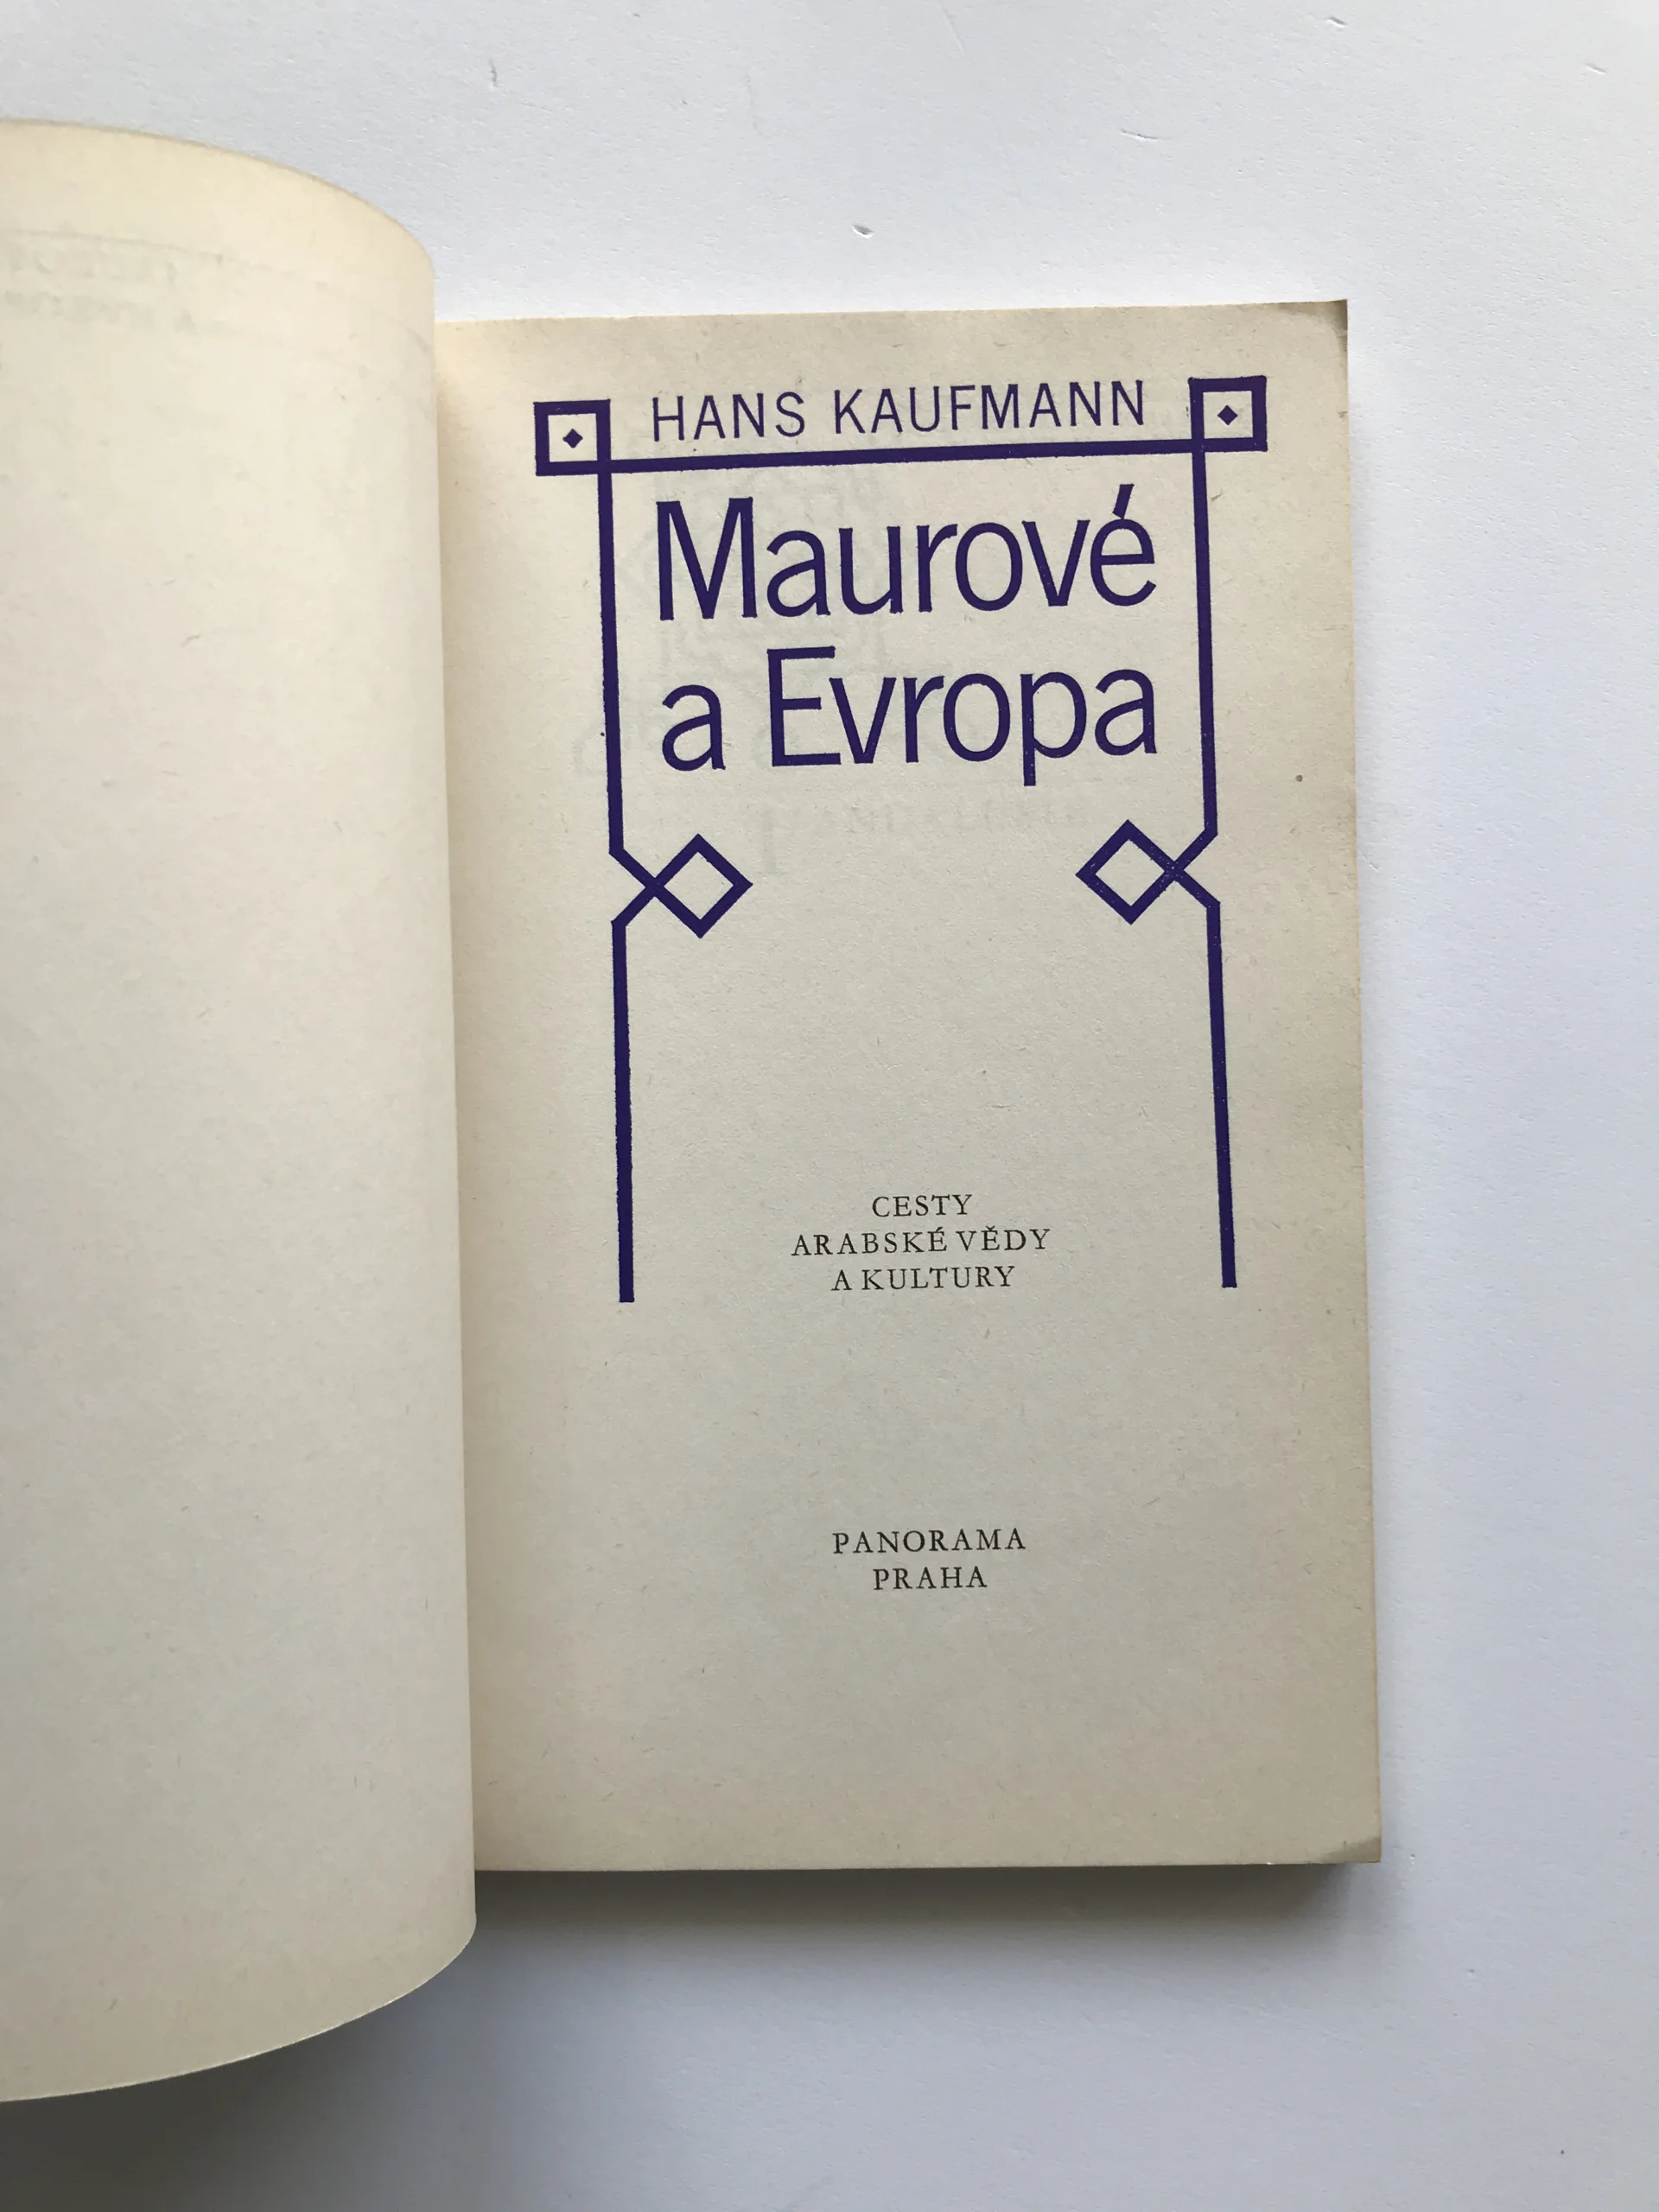 HANS KAUFMANN
Maurové
a Evropa
CESTY
ARABSKÉ VĚDY
A KULTURY
PANORAMA
PRAHA